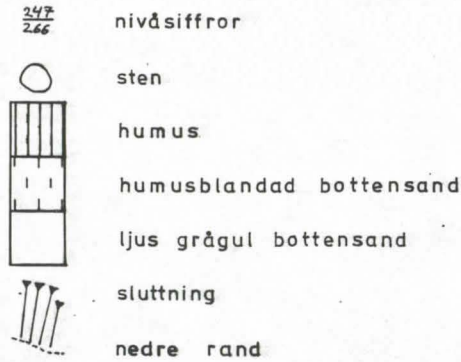 247
266 nivåsiffror
sten
humus
humusblandad bottensand
ljus grågul bottensand
sluttning
nedre rand